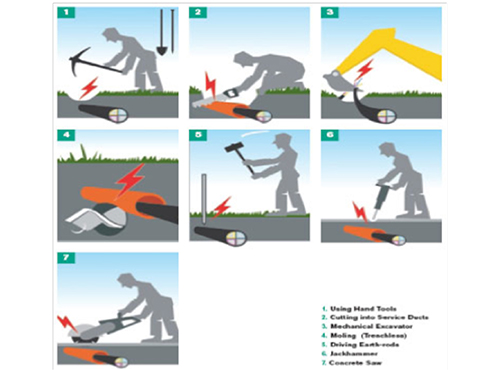 1
2
3
4
5
6
7
1. Using Hand Tools
2. Cutting into Service Ducts
3. Mechanical Excavator
4. Moling (Trenchless)
5. Driving Earth-rods
6. Jackhammer
7. Concrete Saw